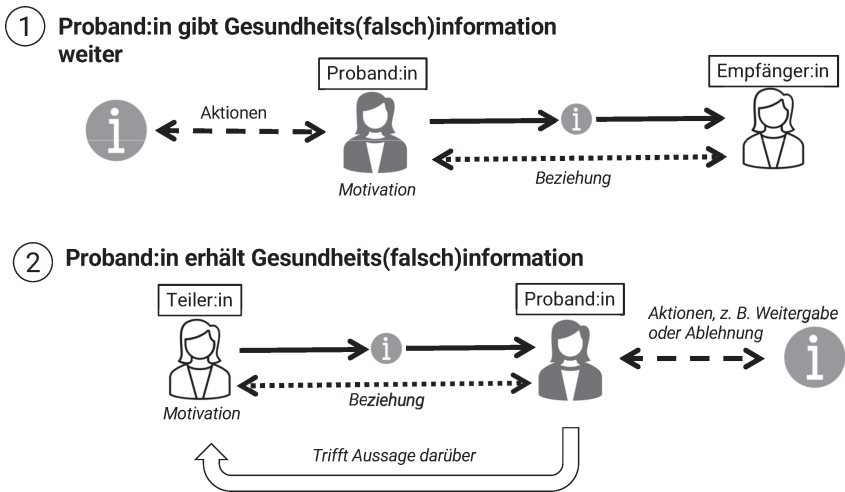 1 Proband:in gibt Gesundheits(falsch)information
weiter
Proband:in
Empfänger:in
i
Aktionen
i
Motivation
Beziehung
2 Proband:in erhält Gesundheits(falsch)information
Teiler:in
Proband:in
Aktionen, z. B. Weitergabe
oder Ablehnung
i
i
Motivation
Beziehung
Trifft Aussage darüber